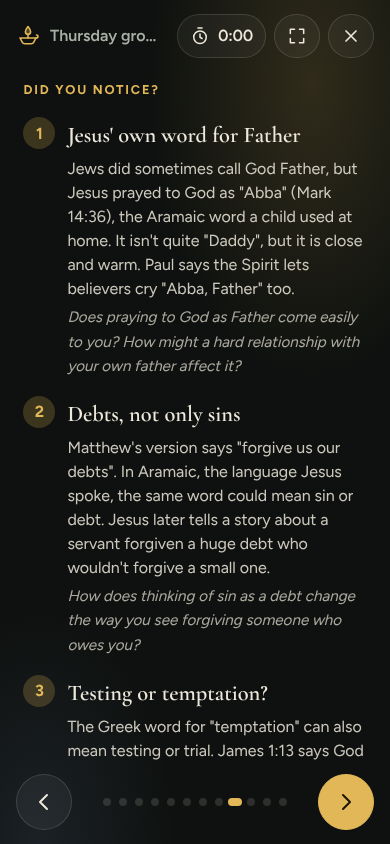 Thursday gro...
0:00
DID YOU NOTICE?
1
Jesus' own word for Father
Jews did sometimes call God Father, but
Jesus prayed to God as "Abba" (Mark
14:36), the Aramaic word a child used at
home. It isn't quite "Daddy", but it is close
and warm. Paul says the Spirit lets
believers cry "Abba, Father" too.
Does praying to God as Father come easily
to you? How might a hard relationship with
your own father affect it?
2
Debts, not only sins
Matthew's version says "forgive us our
debts". In Aramaic, the language Jesus
spoke, the same word could mean sin or
debt. Jesus later tells a story about a
servant forgiven a huge debt who
wouldn't forgive a small one.
How does thinking of sin as a debt change
the way you see forgiving someone who
owes you?
3
Testing or temptation?
The Greek word for "temptation" can also
mean testing or trial. James 1:13 says God